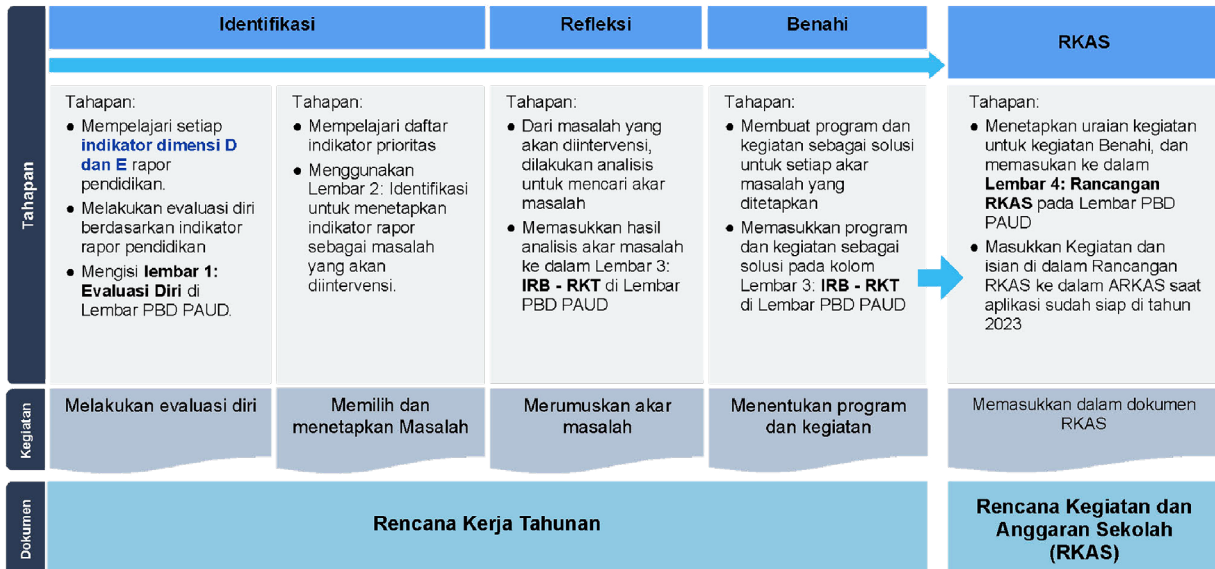 Identifikasi
Refleksi
Benahi
RKAS
Tahapan
Tahapan:
• Mempelajari setiap
indikator dimensi D
dan E rapor
pendidikan.
• Melakukan evaluasi diri
berdasarkan indikator
rapor pendidikan
• Mengisi lembar 1:
Evaluasi Diri di
Lembar PBD PAUD.
Tahapan:
• Mempelajari daftar
indikator prioritas
• Menggunakan
Lembar 2: Identifikasi
untuk menetapkan
indikator rapor
sebagai masalah
yang akan
diintervensi.
Tahapan:
• Dari masalah yang
akan diintervensi,
dilakukan analisis
untuk mencari akar
masalah
• Memasukkan hasil
analisis akar masalah
ke dalam Lembar 3:
IRB - RKT di Lembar
PBD PAUD
Tahapan:
• Membuat program dan
kegiatan sebagai solusi
untuk setiap akar
masalah yang
ditetapkan
• Memasukkan program
dan kegiatan sebagai
solusi pada kolom
Lembar 3: IRB - RKT
di Lembar PBD PAUD
Tahapan:
• Menetapkan uraian kegiatan
untuk kegiatan Benahi, dan
memasukan ke dalam
Lembar 4: Rancangan
RKAS pada Lembar PBD
PAUD
• Masukkan Kegiatan dan
isian di dalam Rancangan
RKAS ke dalam ARKAS saat
aplikasi sudah siap di tahun
2023
Kegiatan
Melakukan evaluasi diri
Memilih dan
menetapkan Masalah
Merumuskan akar
masalah
Menentukan program
dan kegiatan
Memasukkan dalam dokumen
RKAS
Dokumen
Rencana Kerja Tahunan
Rencana Kegiatan dan
Anggaran Sekolah
(RKAS)